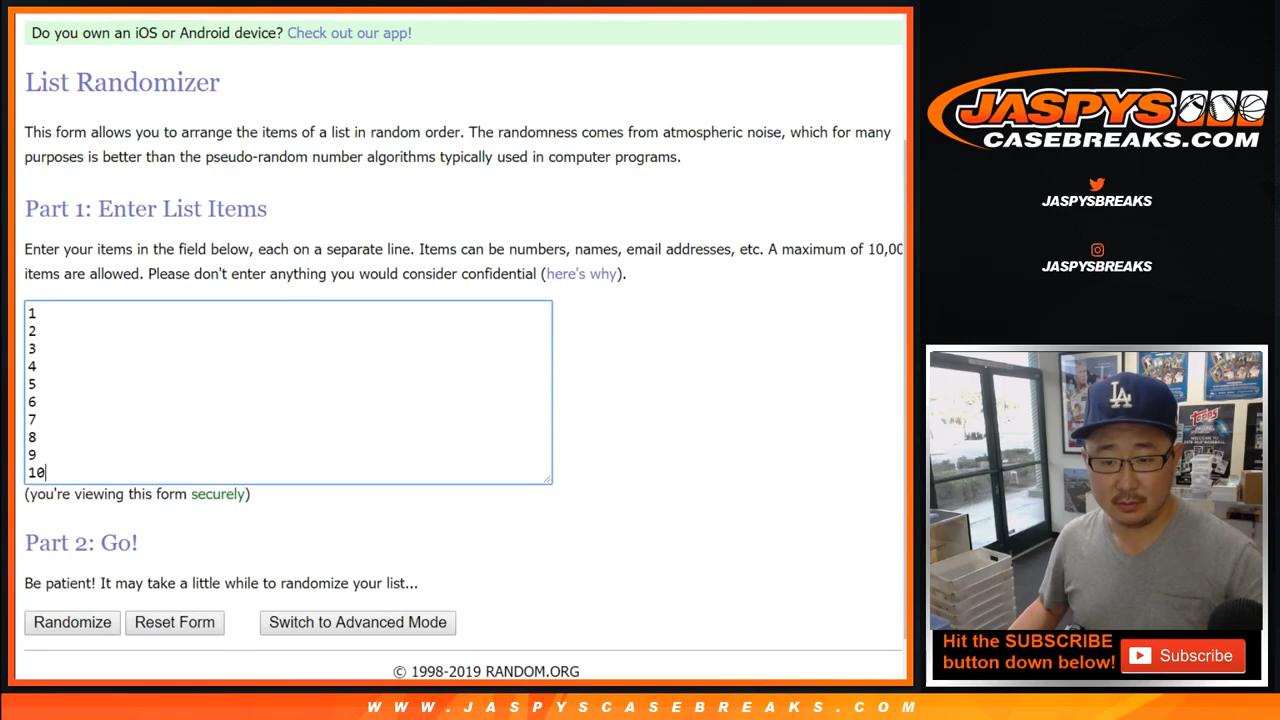 Do you own an iOS or Android device? Check out our app!
List Randomizer
This form allows you to arrange the items of a list in random order. The randomness comes from atmospheric noise, which for many
purposes is better than the pseudo-random number algorithms typically used in computer programs.
Part 1: Enter List Items
Enter your items in the field below, each on a separate line. Items can be numbers, names, email addresses, etc. A maximum of 10,00
items are allowed. Please don't enter anything you would consider confidential (here's why).
1
2
3
4
5
6
7
8
9
10
(you're viewing this form securely)
Part 2: Go!
Be patient! It may take a little while to randomize your list...
Randomize Reset Form Switch to Advanced Mode
© 1998-2019 RANDOM.ORG
JASPYS
CASEBREAKS.COM
JASPYSBREAKS
JASPYSBREAKS
LA
topps
Hit the SUBSCRIBE
button down below!
Subscribe
WWW.JASPYSCASEBREAKS.COM